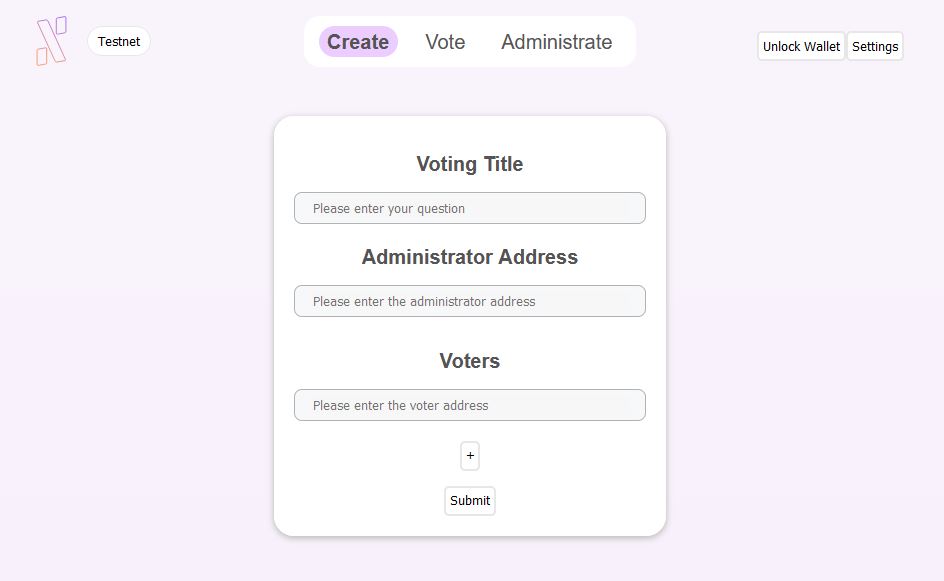 Testnet
Create Vote Administrate
Unlock Wallet Settings
Voting Title
Please enter your question
Administrator Address
Please enter the administrator address
Voters
Please enter the voter address
+
Submit